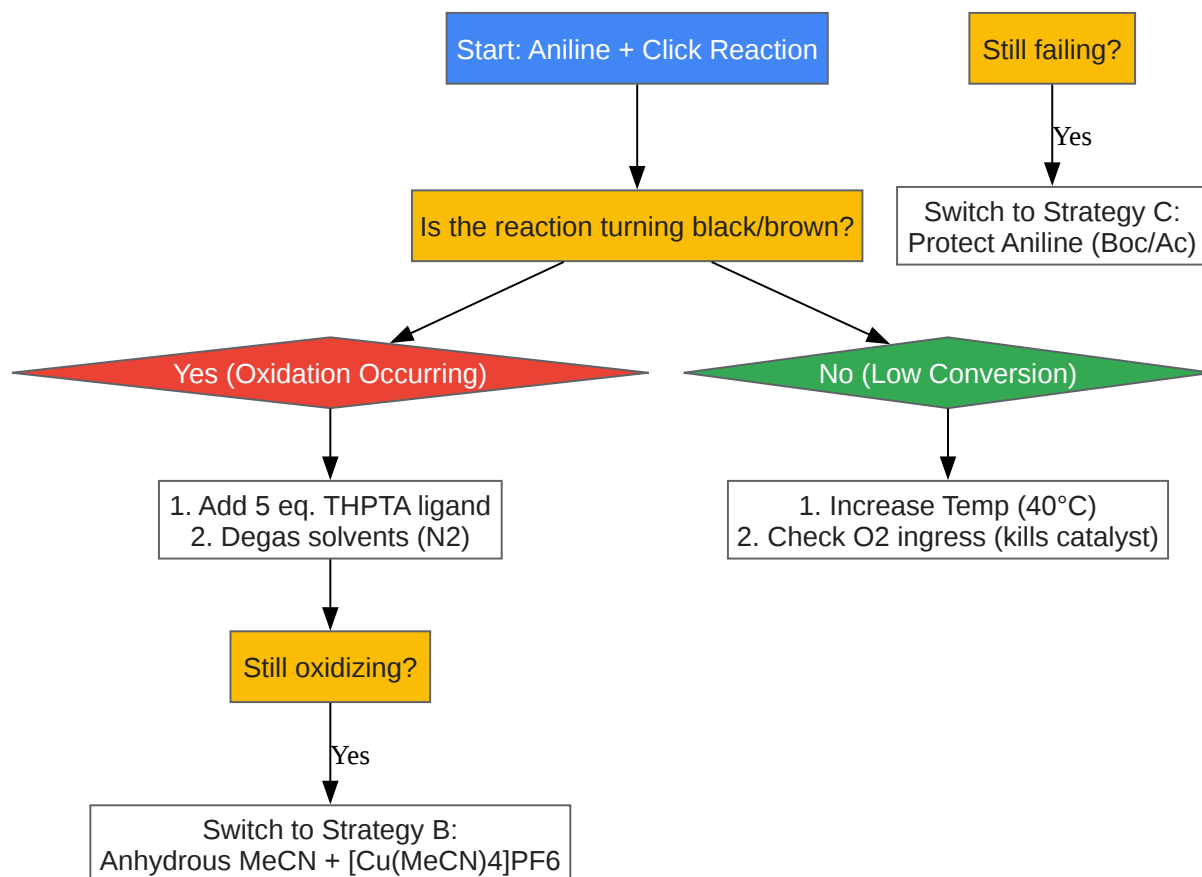 Start: Aniline + Click Reaction
Still failing?
Yes
Switch to Strategy C:
Protect Aniline (Boc/Ac)
Is the reaction turning black/brown?
Yes (Oxidation Occurring)
No (Low Conversion)
1. Add 5 eq. THPTA ligand
2. Degas solvents (N2)
1. Increase Temp (40°C)
2. Check O2 ingress (kills catalyst)
Still oxidizing?
Yes
Switch to Strategy B:
Anhydrous MeCN + [Cu(MeCN)4]PF6